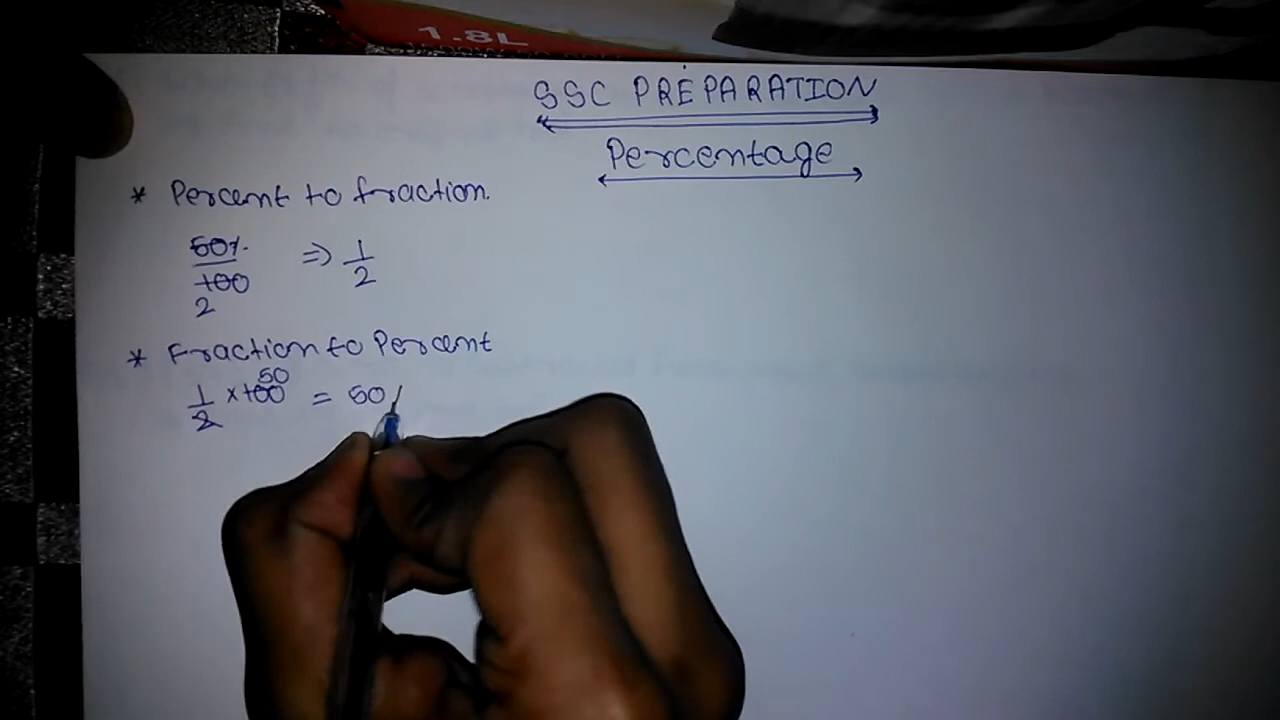 1.8L
SSC PREPARATION
Percentage
* Percent to fraction.
50%
100
2
⇒ 1/2
* Fraction to Percent
50
1/2 × 100 = 50/